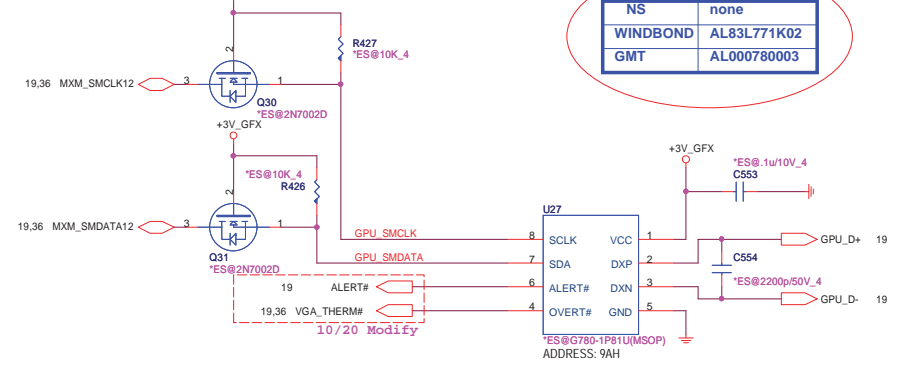 NS none
WINDBOND AL83L771K02
GMT AL000780003
R427
*ES@10K_4
2
19,36 MXM_SMCLK12 3 1
Q30
*ES@2N7002D
+3V_GFX
*ES@10K_4
R426
2
19,36 MXM_SMDATA12 3 1
Q31
*ES@2N7002D
+3V_GFX
*ES@.1u/10V_4
C553
U27
GPU_SMCLK 8 SCLK VCC 1
GPU_D+ 19
GPU_SMDATA 7 SDA DXP 2
C554
*ES@2200p/50V_4
19 ALERT# 6 ALERT# DXN 3
GPU_D- 19
19,36 VGA_THERM# 4 OVERT# GND 5
10/20 Modify
*ES@G780-1P81U(MSOP)
ADDRESS: 9AH